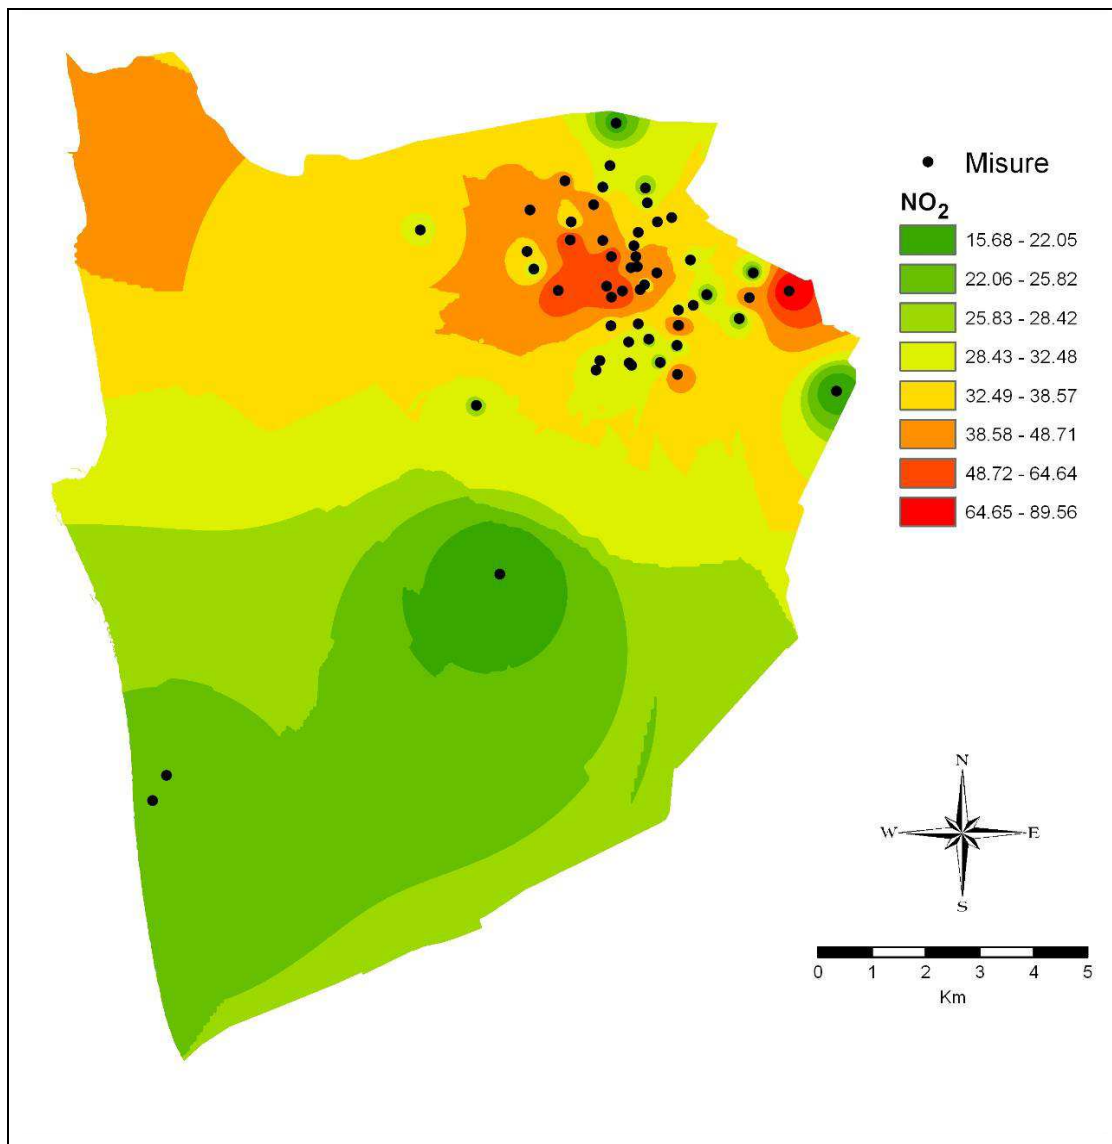 Misure
NO2
15.68 - 22.05
22.06 - 25.82
25.83 - 28.42
28.43 - 32.48
32.49 - 38.57
38.58 - 48.71
48.72 - 64.64
64.65 - 89.56
N
W E
S
0 1 2 3 4 5
Km